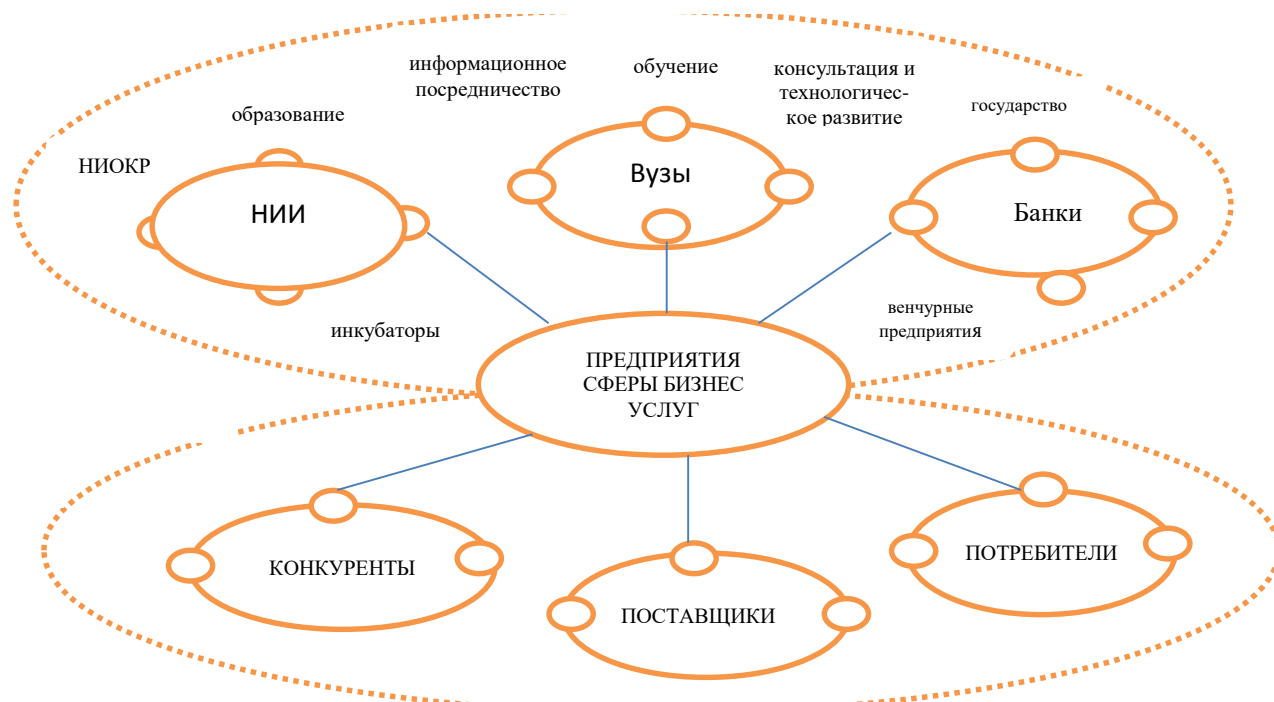 информационное
посредничество
обучение
консультация и
технологичес-
кое развитие
государство
образование
НИОКР
НИИ
Вузы
Банки
инкубаторы
венчурные
предприятия
ПРЕДПРИЯТИЯ
СФЕРЫ БИЗНЕС
УСЛУГ
КОНКУРЕНТЫ
ПОСТАВЩИКИ
ПОТРЕБИТЕЛИ